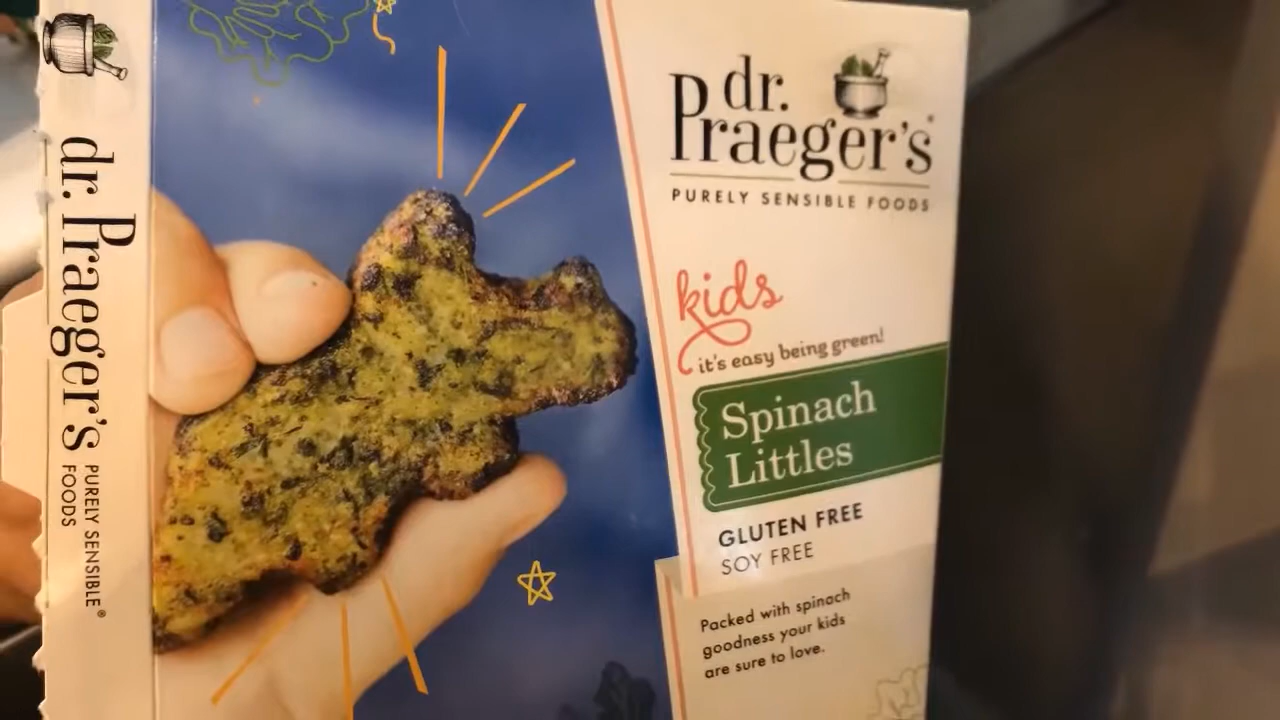 dr.
Praeger's
PURELY SENSIBLE FOODS
kids
it's easy being green!
Spinach
Littles
GLUTEN FREE
SOY FREE
Packed with spinach
goodness your kids
are sure to love.
dr. Praeger's
PURELY SENSIBLE®
FOODS